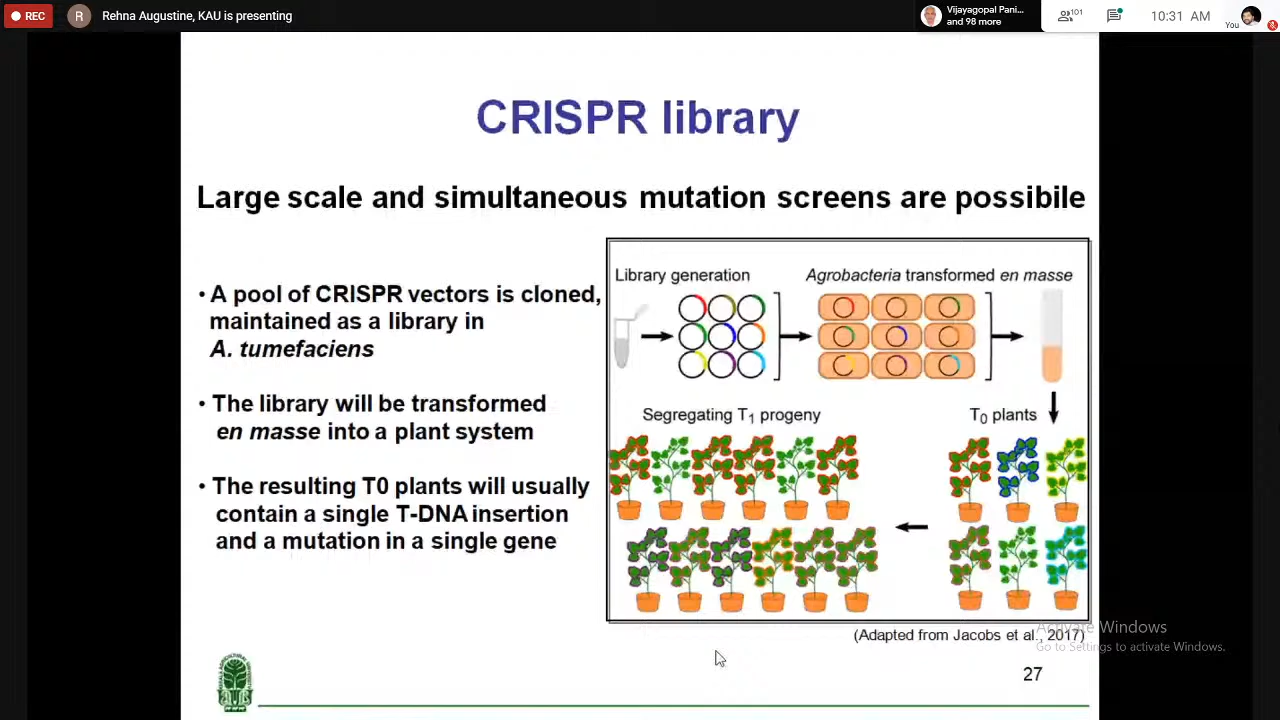 REC
R
Rehna Augustine, KAU is presenting
Vijayagopal Pani...
and 98 more
101
10:31 AM
You
CRISPR library
Large scale and simultaneous mutation screens are possibile
• A pool of CRISPR vectors is cloned,
maintained as a library in
A. tumefaciens
• The library will be transformed
en masse into a plant system
• The resulting T0 plants will usually
contain a single T-DNA insertion
and a mutation in a single gene
Library generation
Agrobacteria transformed en masse
Segregating T1 progeny
T0 plants
(Adapted from Jacobs et al., 2017)
Activate Windows
Go to Settings to activate Windows.
27